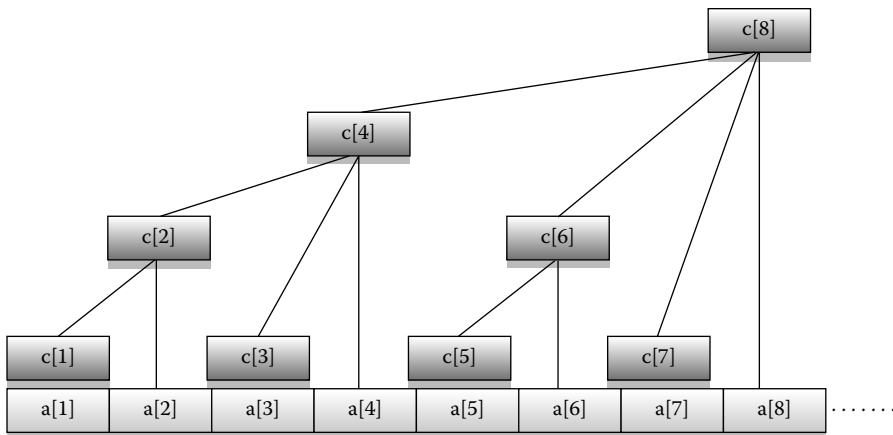 c[8]
c[4]
c[2]
c[6]
c[1]
c[3]
c[5]
c[7]
a[1] a[2] a[3] a[4] a[5] a[6] a[7] a[8] .......